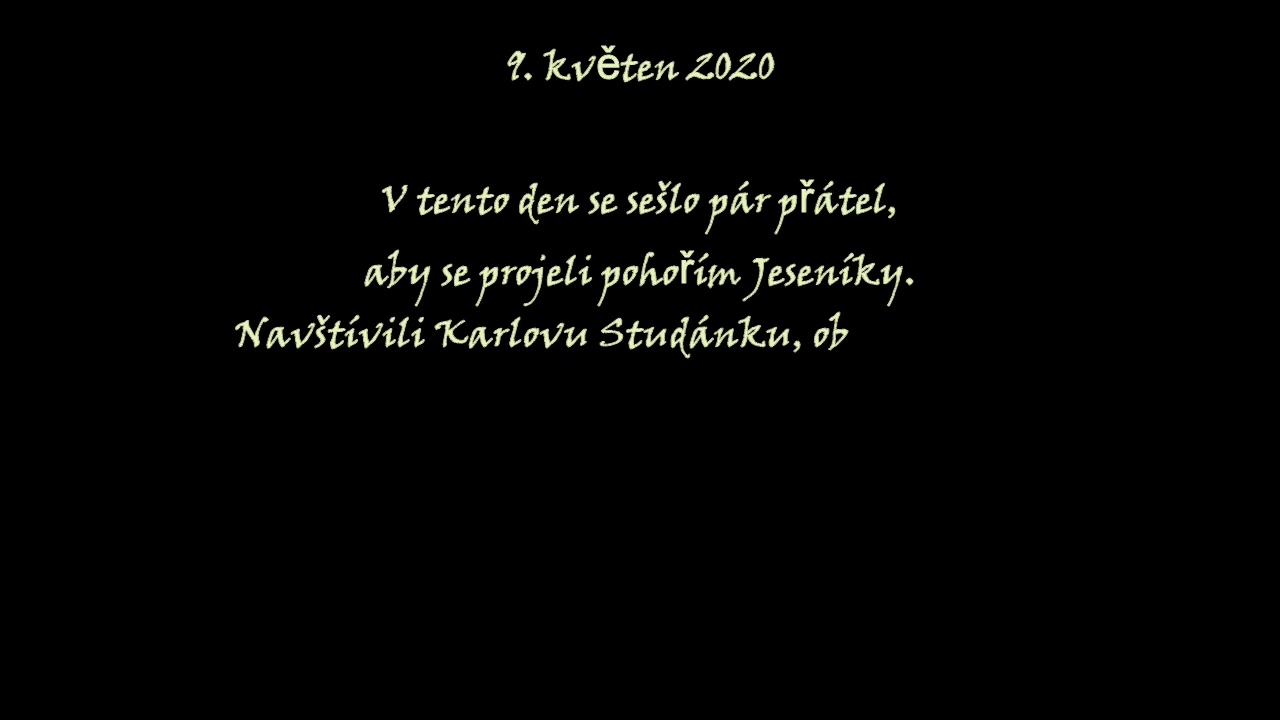 9. květen 2020
V tento den se sešlo pár přátel,
aby se projeli pohořím Jeseníky.
Navštívili Karlovu Studánku, ob